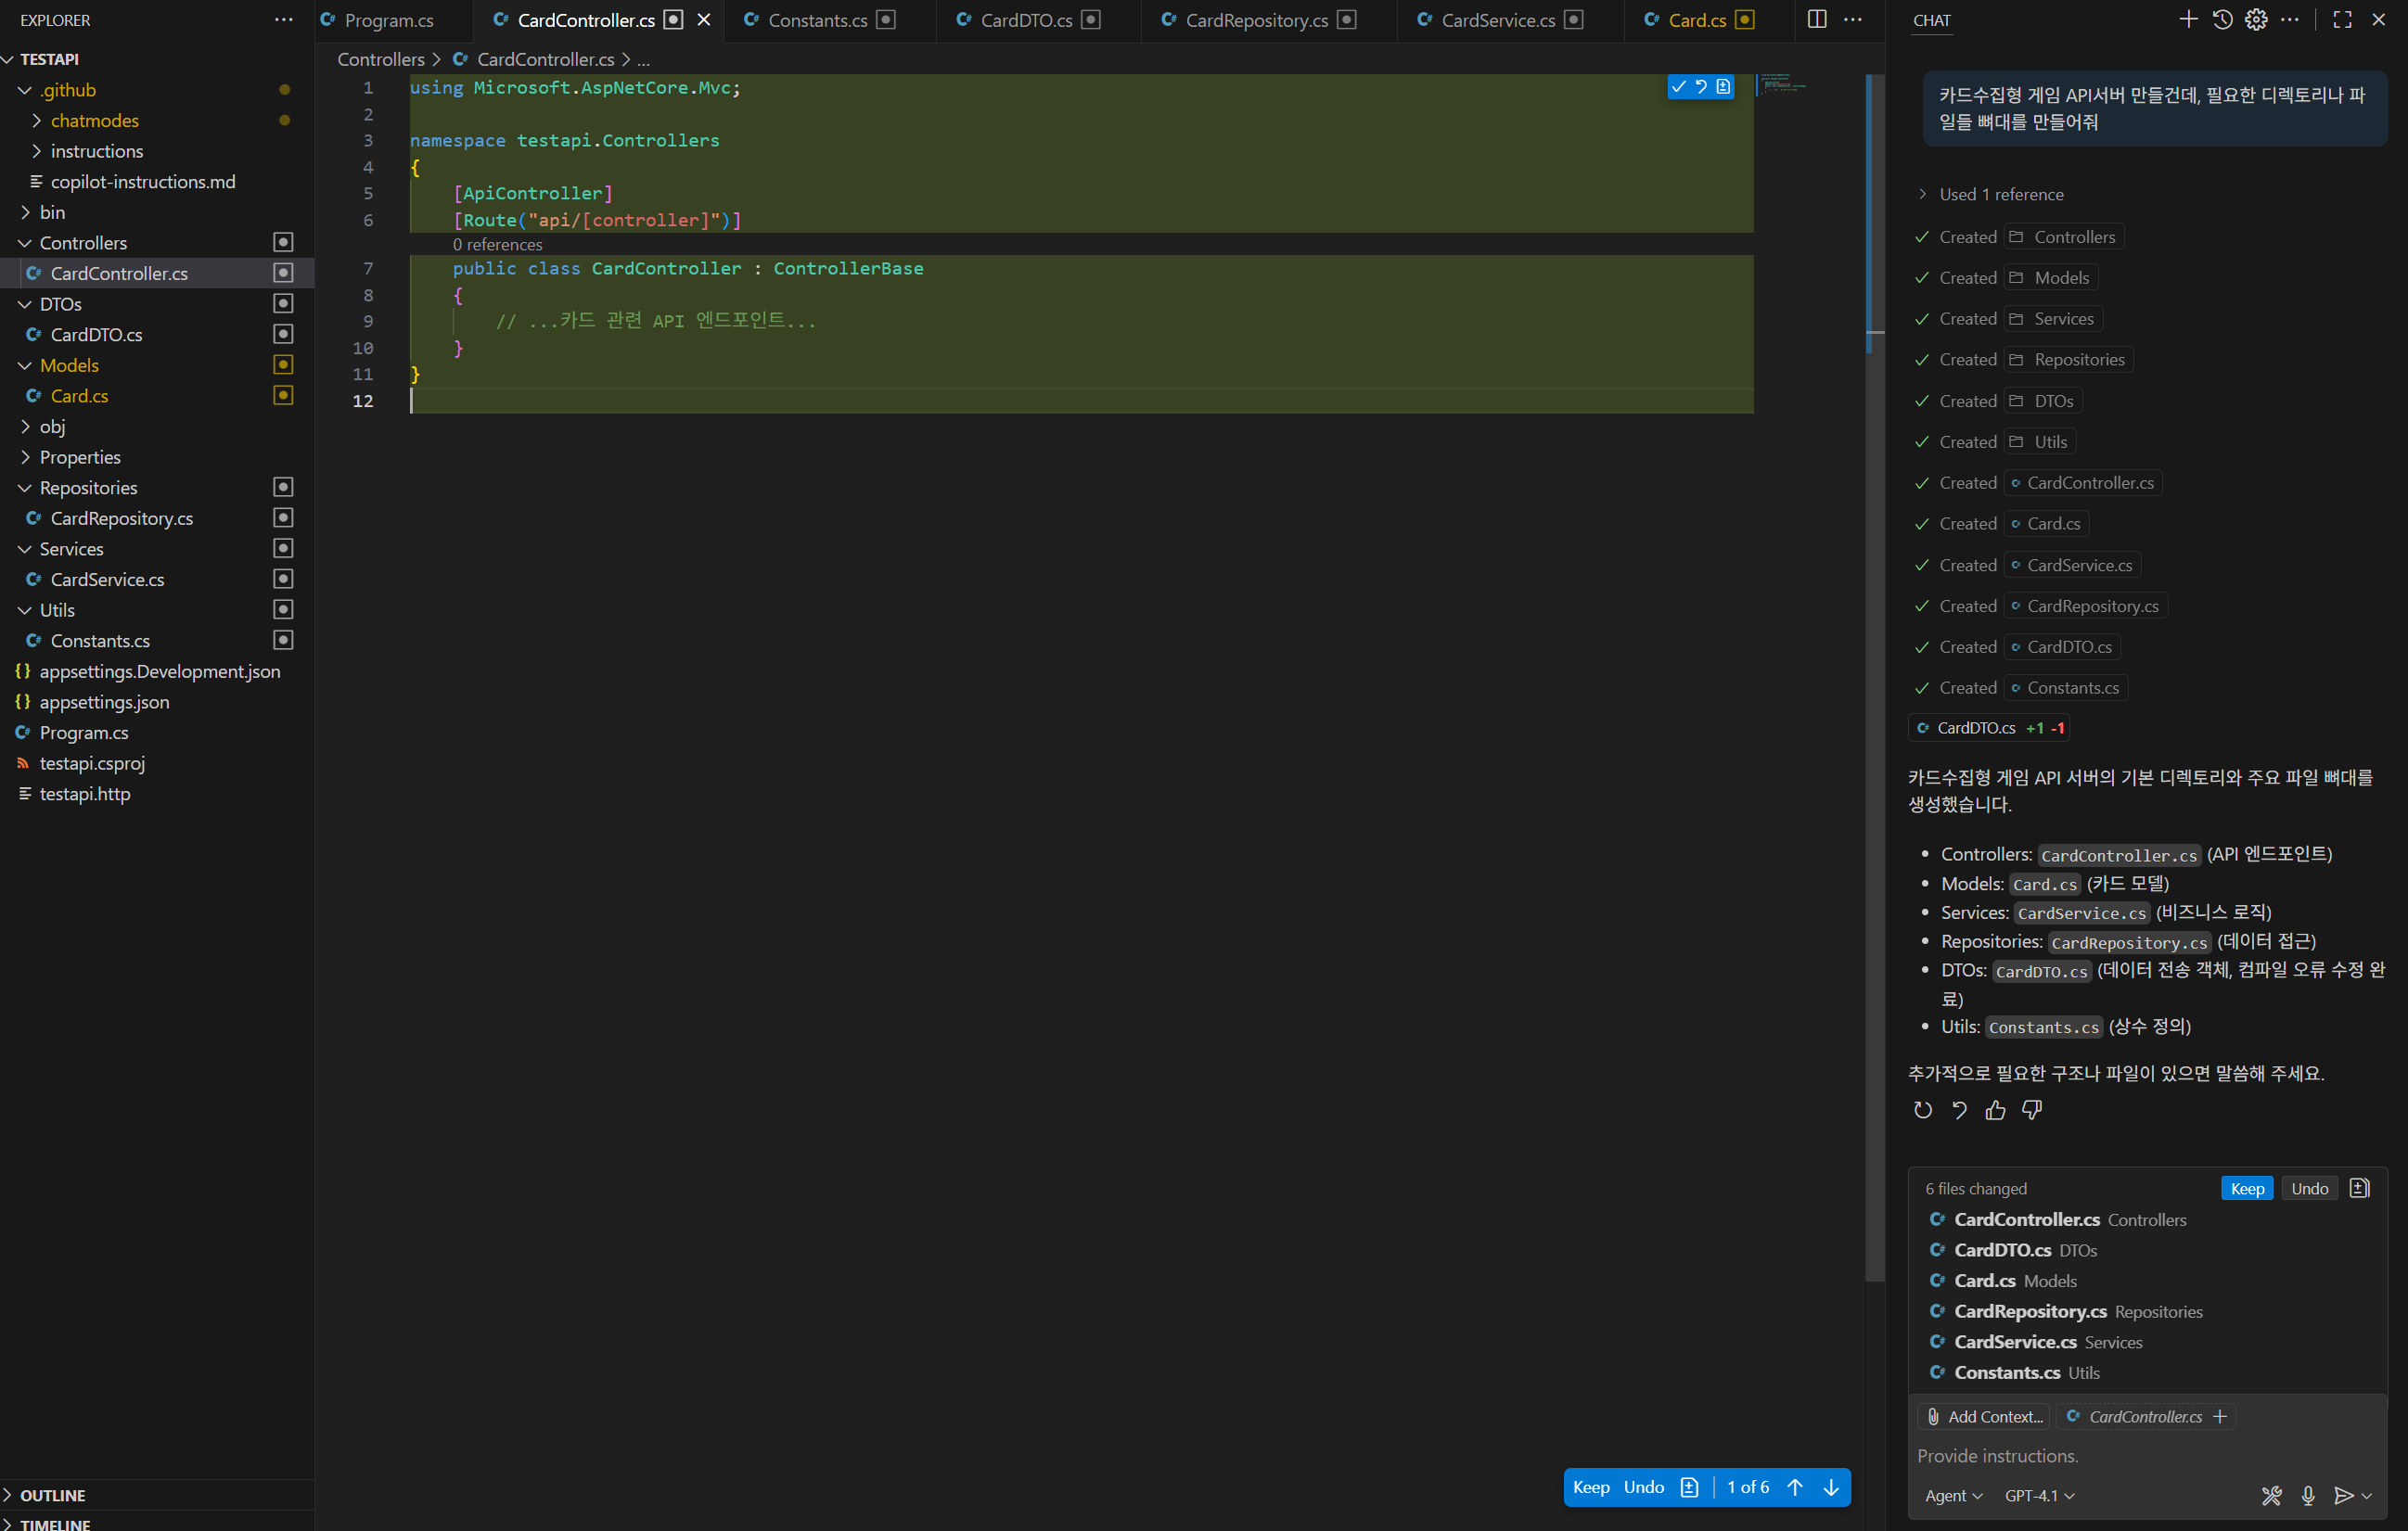 EXPLORER
TESTAPI
.github
chatmodes
instructions
copilot-instructions.md
bin
Controllers
CardController.cs
DTOs
CardDTO.cs
Models
Card.cs
obj
Properties
Repositories
CardRepository.cs
Services
CardService.cs
Utils
Constants.cs
appsettings.Development.json
appsettings.json
Program.cs
testapi.csproj
testapi.http
OUTLINE
TIMELINE
Program.cs
CardController.cs
Constants.cs
CardDTO.cs
CardRepository.cs
CardService.cs
Card.cs
Controllers > CardController.cs > ...
1 using Microsoft.AspNetCore.Mvc;
2
3 namespace testapi.Controllers
4 {
5 [ApiController]
6 [Route("api/[controller]")]
0 references
7 public class CardController : ControllerBase
8 {
9 // ...카드 관련 API 엔드포인트...
10 }
11 }
12
Keep Undo 1 of 6
CHAT
카드수집형 게임 API서버 만들건데, 필요한 디렉토리나 파
일들 뼈대를 만들어줘
Used 1 reference
Created Controllers
Created Models
Created Services
Created Repositories
Created DTOs
Created Utils
Created CardController.cs
Created Card.cs
Created CardService.cs
Created CardRepository.cs
Created CardDTO.cs
Created Constants.cs
CardDTO.cs +1 -1
카드수집형 게임 API 서버의 기본 디렉토리와 주요 파일 뼈대를
생성했습니다.
• Controllers: CardController.cs (API 엔드포인트)
• Models: Card.cs (카드 모델)
• Services: CardService.cs (비즈니스 로직)
• Repositories: CardRepository.cs (데이터 접근)
• DTOs: CardDTO.cs (데이터 전송 객체, 컴파일 오류 수정 완
료)
• Utils: Constants.cs (상수 정의)
추가적으로 필요한 구조나 파일이 있으면 말씀해 주세요.
6 files changed Keep Undo
CardController.cs Controllers
CardDTO.cs DTOs
Card.cs Models
CardRepository.cs Repositories
CardService.cs Services
Constants.cs Utils
Add Context... CardController.cs
Provide instructions.
Agent GPT-4.1